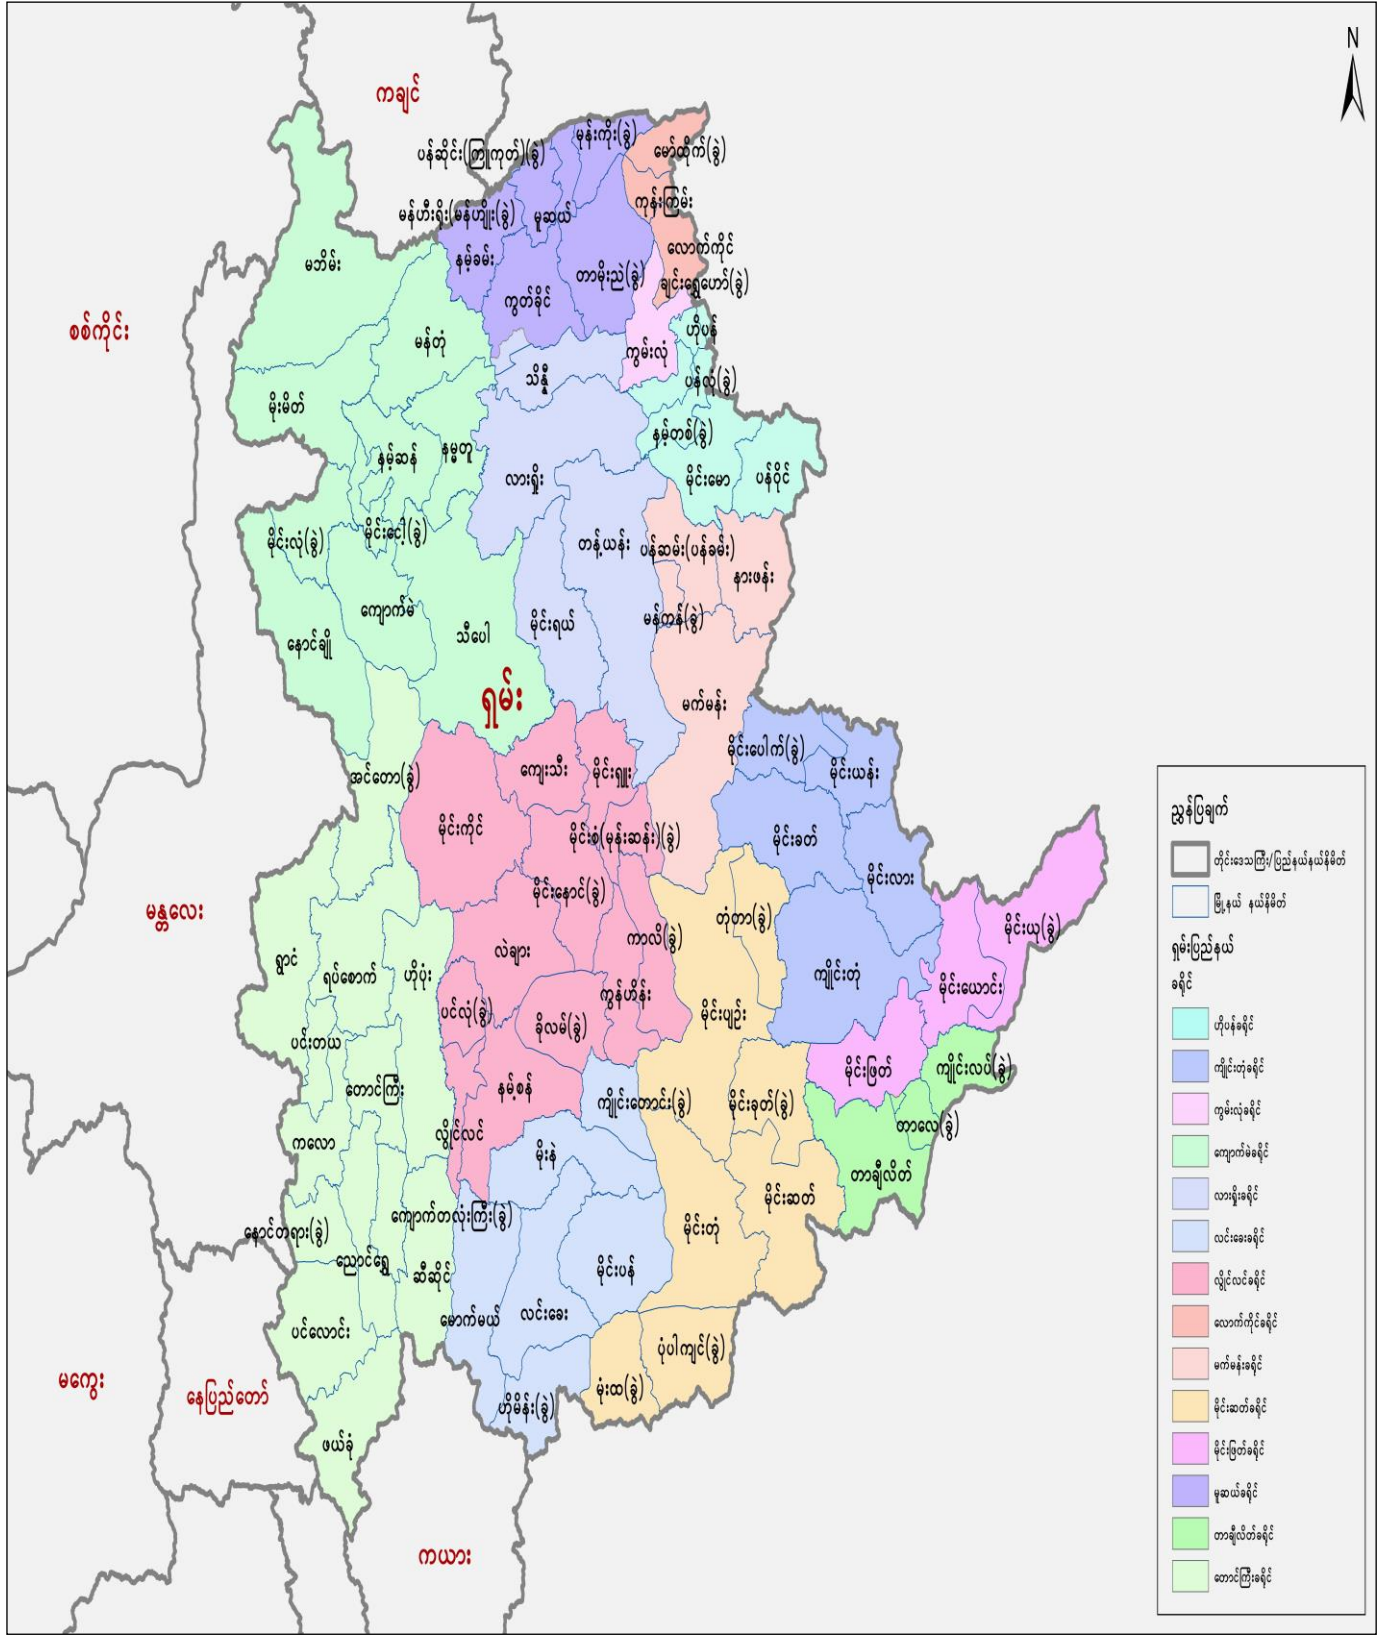 N
ကချင်
မုန်းကိုး(ခွဲ)
မော်ထိုက်(ခွဲ)
ပန်ဆိုင်း(ကြူကုတ်)(ခွဲ)
ကုန်းကြမ်း
မန်ဟီးရိုး(မန်ဟျိုး(ခွဲ)
မူဆယ်
လောက်ကိုင်
နမ့်ခမ်း
တာမိုးညဲ(ခွဲ)
မဘိမ်း
ချင်းရွှေဟော်(ခွဲ)
ကွတ်ခိုင်
စစ်ကိုင်း
မန်တုံ
ဟိုပန်
ကွမ်းလုံ
သိန္နီ
ပန်လုံ(ခွဲ)
မိုးမိတ်
နမ့်ဆန်
နမ္မတူ
နမ့်တစ်(ခွဲ)
လားရှိုး
မိုင်းမော
ပန်ဝိုင်
မိုင်းလုံ(ခွဲ)
မိုင်းငေါ့(ခွဲ)
တန့်ယန်း
ပန်ဆမ်း(ပန်ခမ်း)
နားဖန်း
ကျောက်မဲ
မန်ကန်(ခွဲ)
နောင်ချို
သီပေါ
မိုင်းရယ်
ရှမ်း
မက်မန်း
မိုင်းပေါက်(ခွဲ)
အင်တော(ခွဲ)
ကျေးသီး
မိုင်းရှူး
မိုင်းယန်း
မိုင်းကိုင်
မိုင်းစံ(မုန်းဆန်း)(ခွဲ)
မိုင်းခတ်
မိုင်းလား
မိုင်းနောင်(ခွဲ)
မန္တလေး
တုံတာ(ခွဲ)
မိုင်းယု(ခွဲ)
ရွာငံ
ရပ်စောက်
ဟိုပုံး
လဲချား
ကာလိ(ခွဲ)
ကျိုင်းတုံ
မိုင်းယောင်း
ကွန်ဟိန်း
ပင်လုံ(ခွဲ)
ခိုလမ်(ခွဲ)
မိုင်းပျဉ်း
ပင်းတယ
မိုင်းဖြတ်
ကျိုင်းလပ်(ခွဲ)
တောင်ကြီး
နမ့်စန်
ကျိုင်းတောင်း(ခွဲ)
မိုင်းခုတ်(ခွဲ)
တာလေ(ခွဲ)
ကလော
လွိုင်လင်
မိုးနဲ
တာချီလိတ်
မိုင်းဆတ်
နောင်တရား(ခွဲ)
ကျောက်တလုံးကြီး(ခွဲ)
မိုင်းတုံ
ညောင်ရွှေ
ဆီဆိုင်
မိုင်းပန်
ပင်လောင်း
မောက်မယ်
လင်းခေး
ပုံပါကျင်(ခွဲ)
မကွေး
နေပြည်တော်
ဟိုမိန်း(ခွဲ)
မုံးထ(ခွဲ)
ဖယ်ခုံ
ကယား
ညွှန်ပြချက်
တိုင်းဒေသကြီး/ပြည်နယ်နယ်နိမိတ်
မြို့နယ် နယ်နိမိတ်
ရှမ်းပြည်နယ်
ခရိုင်
ဟိုပန်ခရိုင်
ကျိုင်းတုံခရိုင်
ကွမ်းလုံခရိုင်
ကျောက်မဲခရိုင်
လားရှိုးခရိုင်
လင်းခေးခရိုင်
လွိုင်လင်ခရိုင်
လောက်ကိုင်ခရိုင်
မက်မန်းခရိုင်
မိုင်းဆတ်ခရိုင်
မိုင်းဖြတ်ခရိုင်
မူဆယ်ခရိုင်
တာချီလိတ်ခရိုင်
တောင်ကြီးခရိုင်